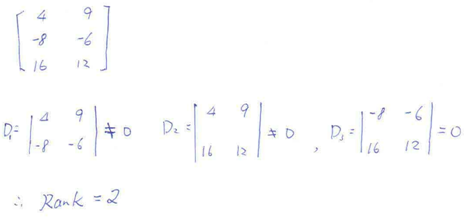 4 9
-8 -6
16 12
D₁= | 4 9 | ≠ 0 D₂ = | 4 9 | ≠ 0 , D₃ = | -8 -6 | = 0
| -8 -6 | | 16 12 | | 16 12 |
∴ Rank = 2